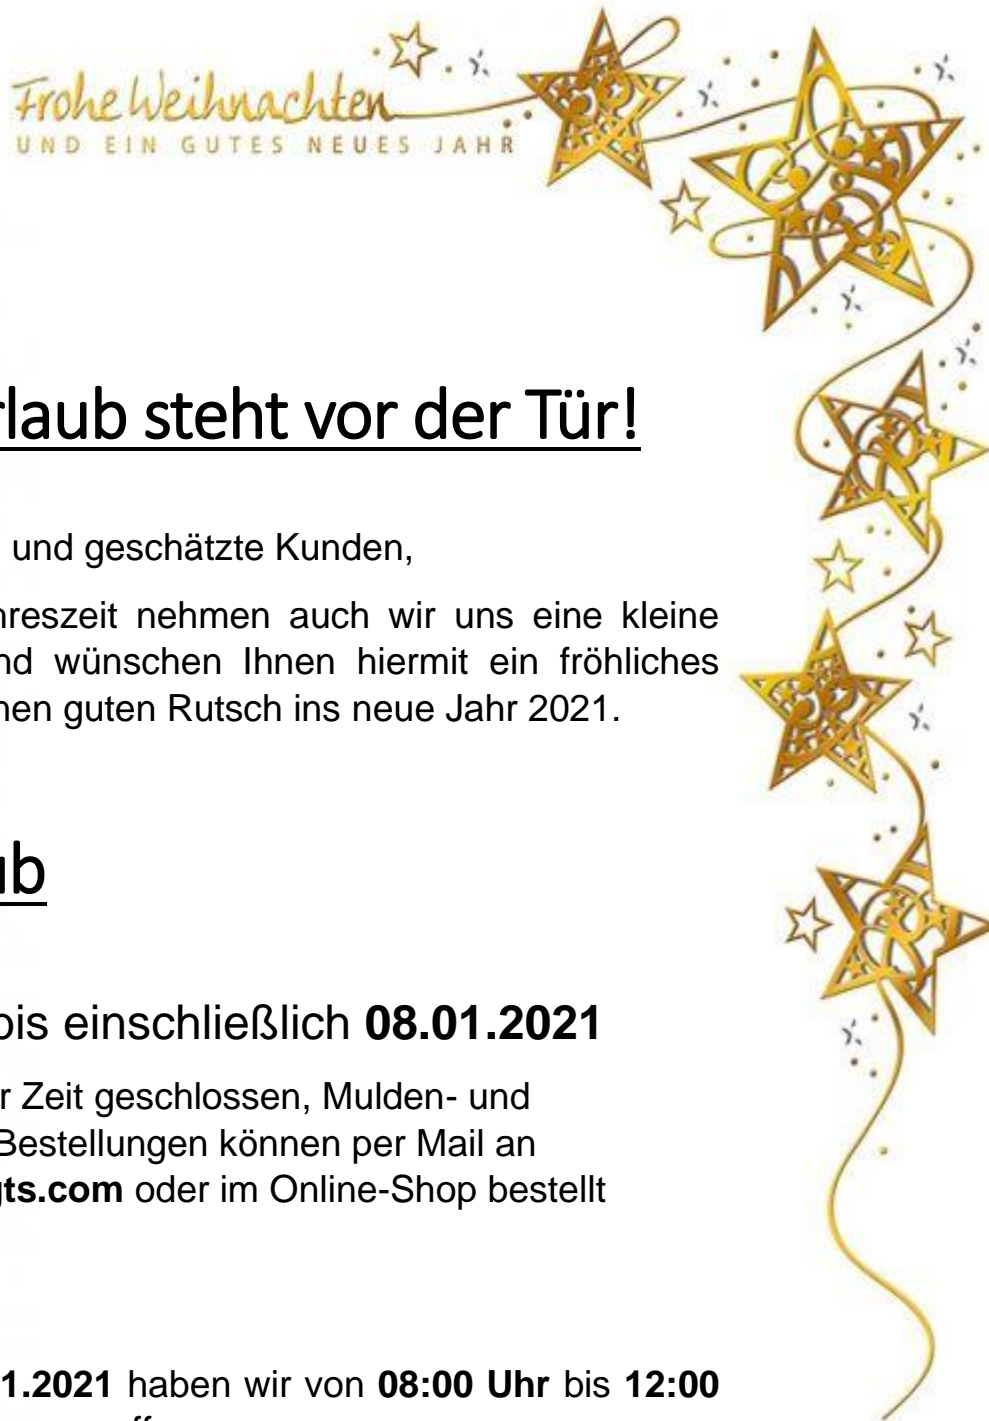 Frohe Weihnachten
UND EIN GUTES NEUES JAHR
rlaub steht vor der Tür!
und geschätzte Kunden,
hreszeit nehmen auch wir uns eine kleine
nd wünschen Ihnen hiermit ein fröhliches
nen guten Rutsch ins neue Jahr 2021.
ub
bis einschließlich 08.01.2021
r Zeit geschlossen, Mulden- und
Bestellungen können per Mail an
gts.com oder im Online-Shop bestellt
1.2021 haben wir von 08:00 Uhr bis 12:00